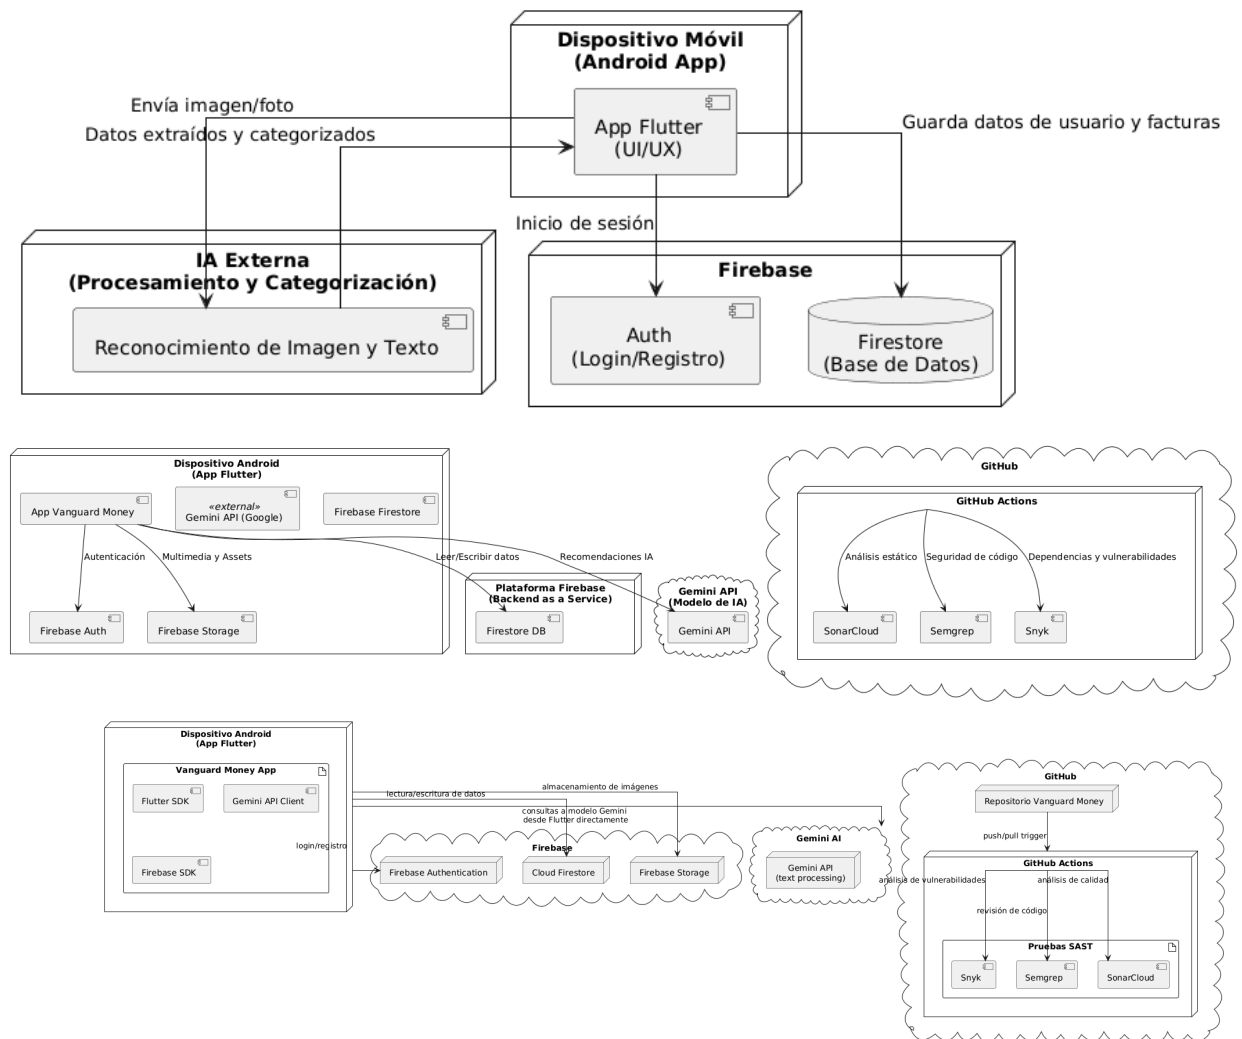 Dispositivo Móvil
(Android App)
App Flutter
(UI/UX)
Envía imagen/foto
Datos extraídos y categorizados
Guarda datos de usuario y facturas
Inicio de sesión
IA Externa
(Procesamiento y Categorización)
Reconocimiento de Imagen y Texto
Firebase
Auth
(Login/Registro)
Firestore
(Base de Datos)
Dispositivo Android
(App Flutter)
App Vanguard Money
«external»
Gemini API (Google)
Firebase Firestore
Autenticación
Multimedia y Assets
Leer/Escribir datos
Recomendaciones IA
Firebase Auth
Firebase Storage
Plataforma Firebase
(Backend as a Service)
Firestore DB
Gemini API
(Modelo de IA)
Gemini API
GitHub
GitHub Actions
Análisis estático
Seguridad de código
Dependencias y vulnerabilidades
SonarCloud
Semgrep
Snyk
Dispositivo Android
(App Flutter)
Vanguard Money App
Flutter SDK
Gemini API Client
Firebase SDK
almacenamiento de imágenes
lectura/escritura de datos
consultas a modelo Gemini
desde Flutter directamente
login/registro
Firebase
Firebase Authentication
Cloud Firestore
Firebase Storage
Gemini AI
Gemini API
(text processing)
GitHub
Repositorio Vanguard Money
push/pull trigger
GitHub Actions
análisis de vulnerabilidades
análisis de calidad
revisión de código
Pruebas SAST
Snyk
Semgrep
SonarCloud